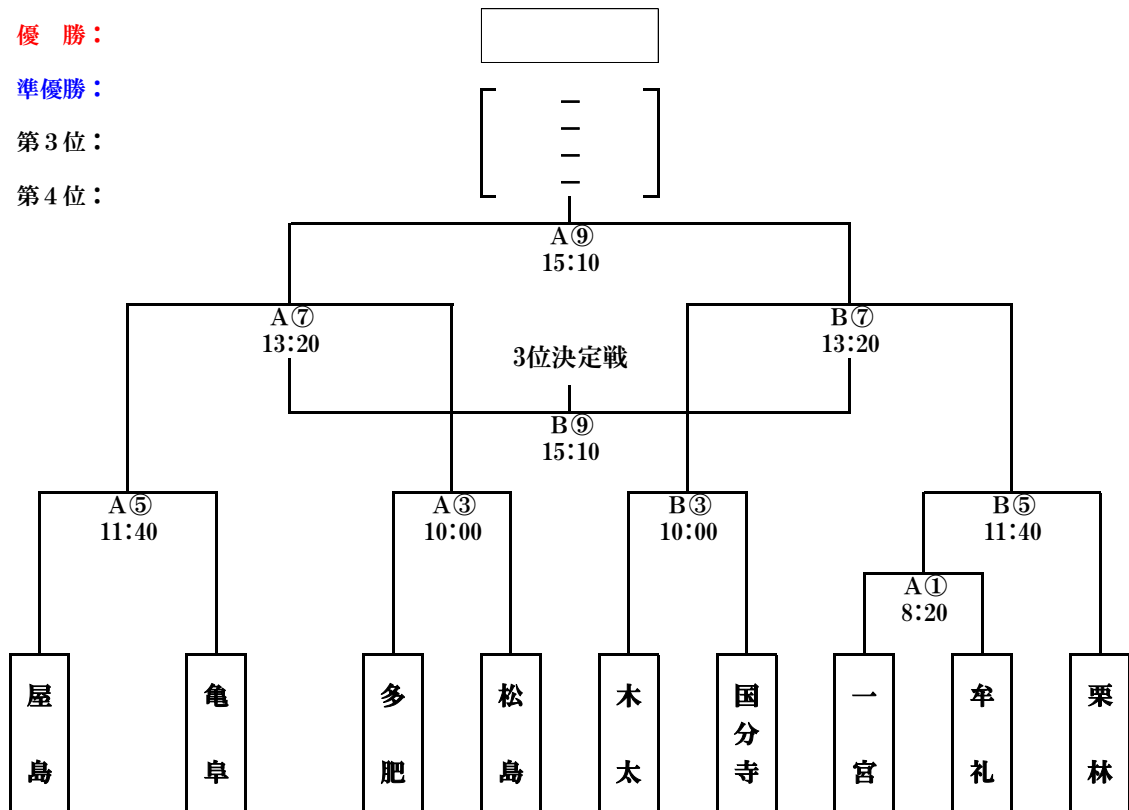 優　勝：
準優勝：
第３位：
第４位：
－
－
－
－
A⑨
15：10
A⑦
13：20
B⑦
13：20
3位決定戦
B⑨
15：10
A⑤
11：40
A③
10：00
B③
10：00
B⑤
11：40
A①
8：20
屋島
亀阜
多肥
松島
木太
国分寺
一宮
牟礼
栗林